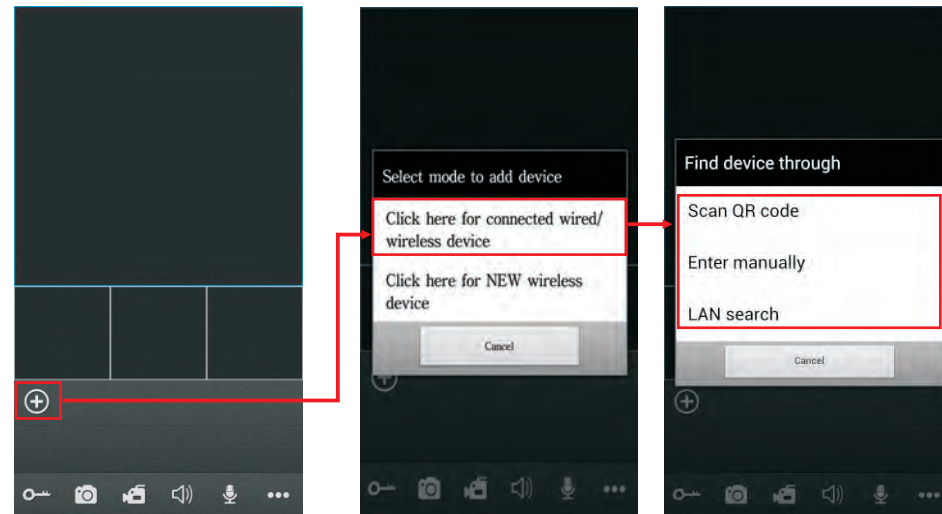 Select mode to add device
Click here for connected wired/
wireless device
Click here for NEW wireless
device
Cancel
Find device through
Scan QR code
Enter manually
LAN search
Cancel